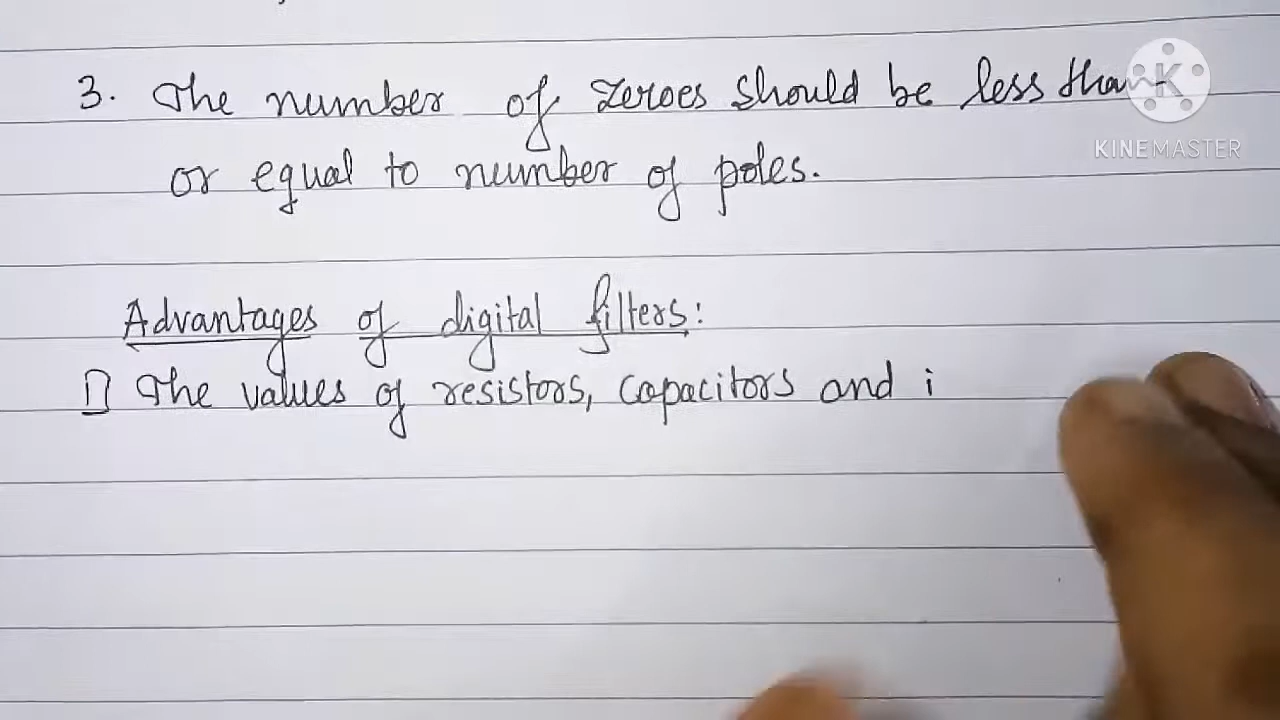 3. The number of zeroes should be less than
K
KINEMASTER
or equal to number of poles.
Advantages of digital filters:
1] The values of resistors, capacitors and i